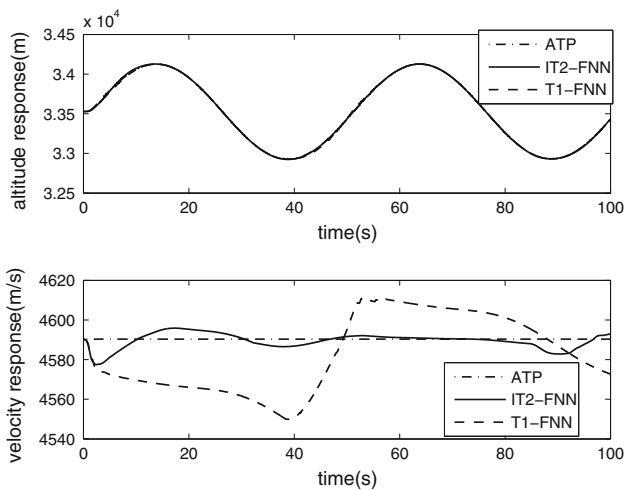 x 10⁴
3.45
3.4
3.35
3.3
3.25
altitude response(m)
ATP
IT2-FNN
T1-FNN
0 20 40 60 80 100
time(s)
4620
4600
4580
4560
4540
velocity response(m/s)
ATP
IT2-FNN
T1-FNN
0 20 40 60 80 100
time(s)